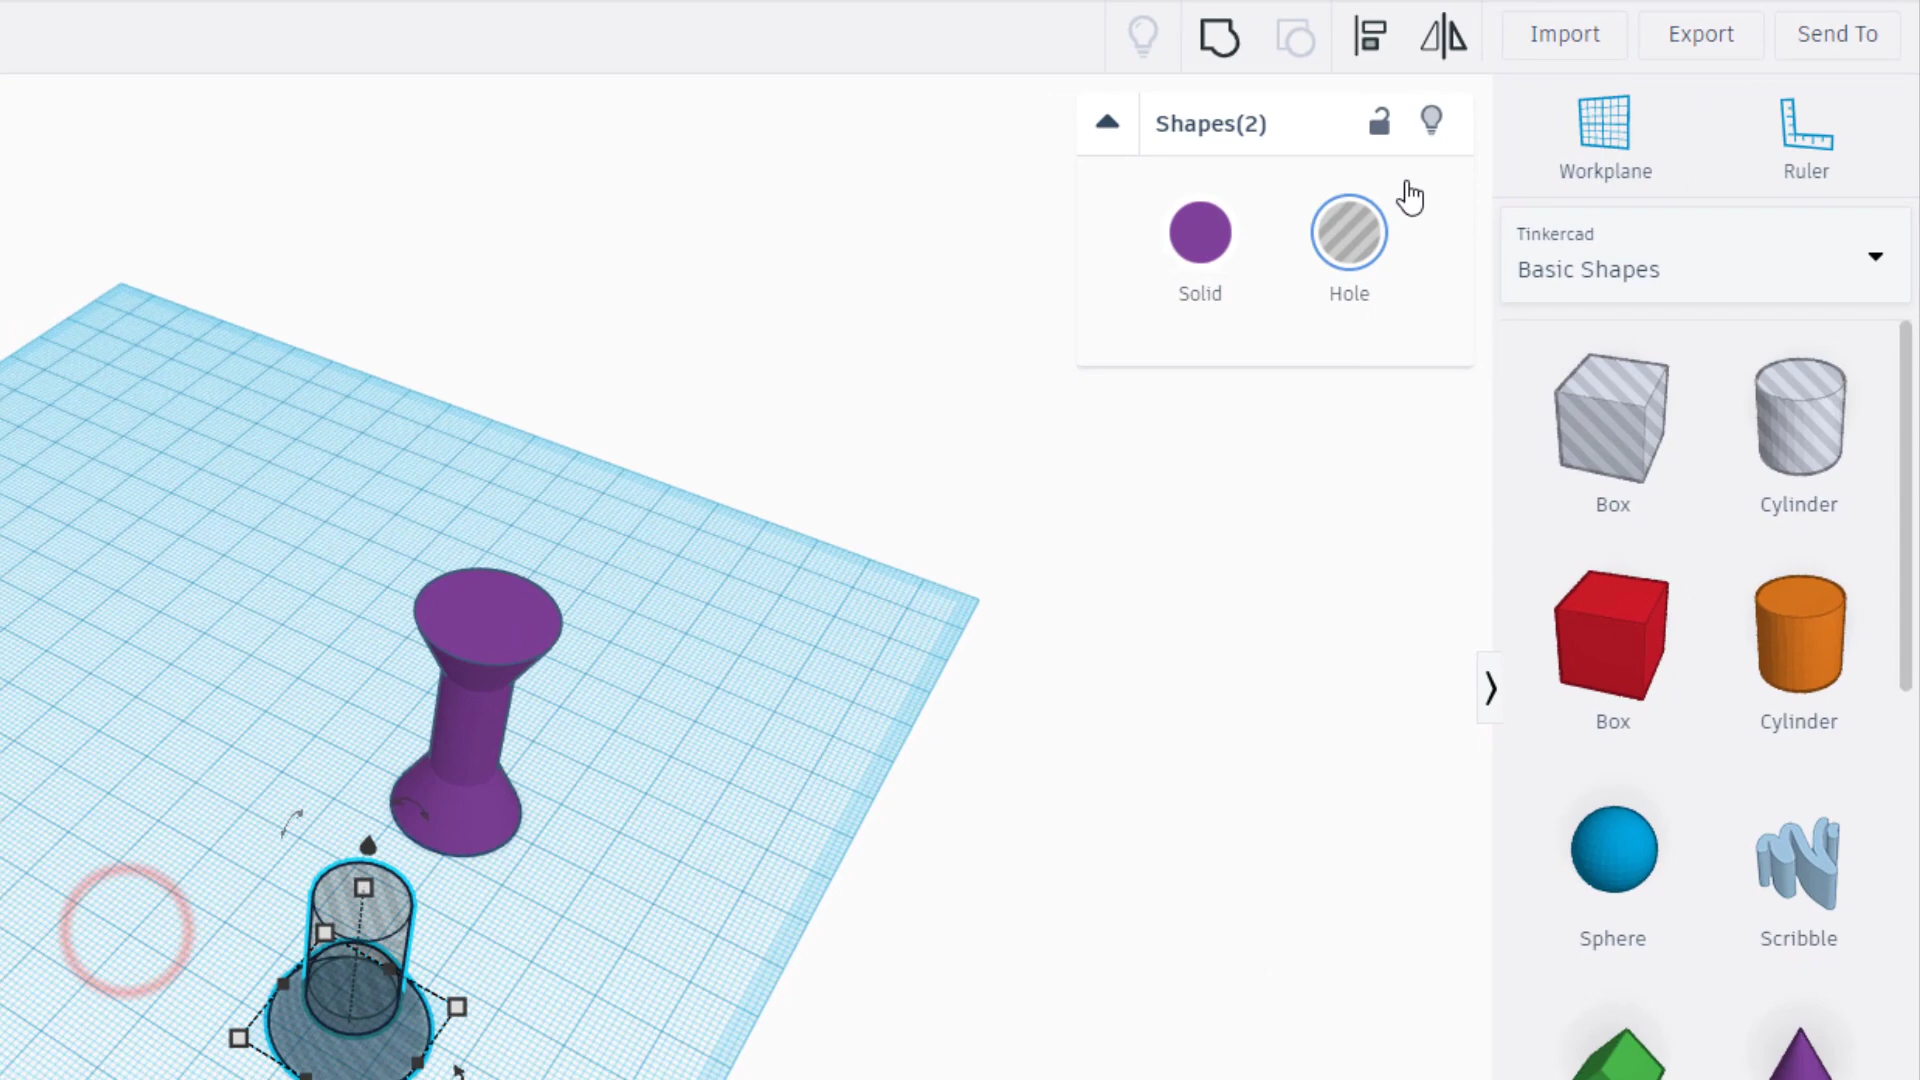 Import
Export
Send To
Shapes(2)
Workplane
Ruler
Solid
Hole
Tinkercad
Basic Shapes
Box
Cylinder
Box
Cylinder
Sphere
Scribble